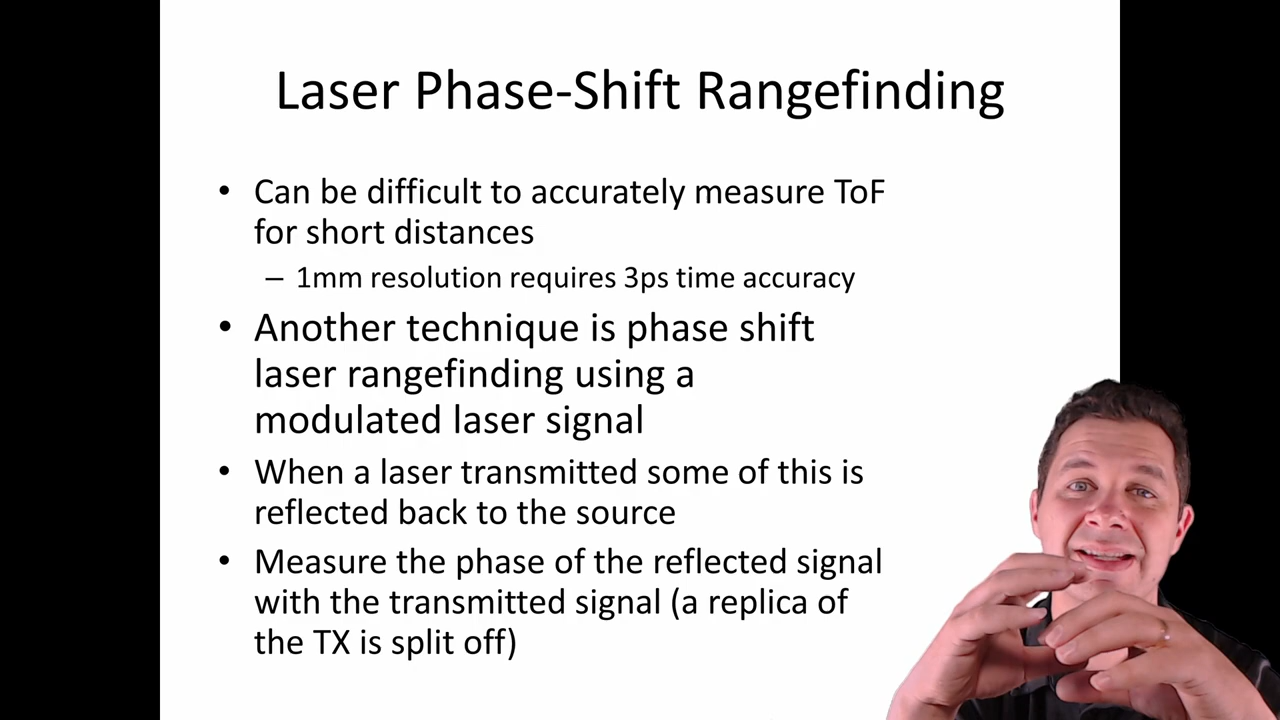 Laser Phase-Shift Rangefinding
• Can be difficult to accurately measure ToF
for short distances
– 1mm resolution requires 3ps time accuracy
• Another technique is phase shift
laser rangefinding using a
modulated laser signal
• When a laser transmitted some of this is
reflected back to the source
• Measure the phase of the reflected signal
with the transmitted signal (a replica of
the TX is split off)